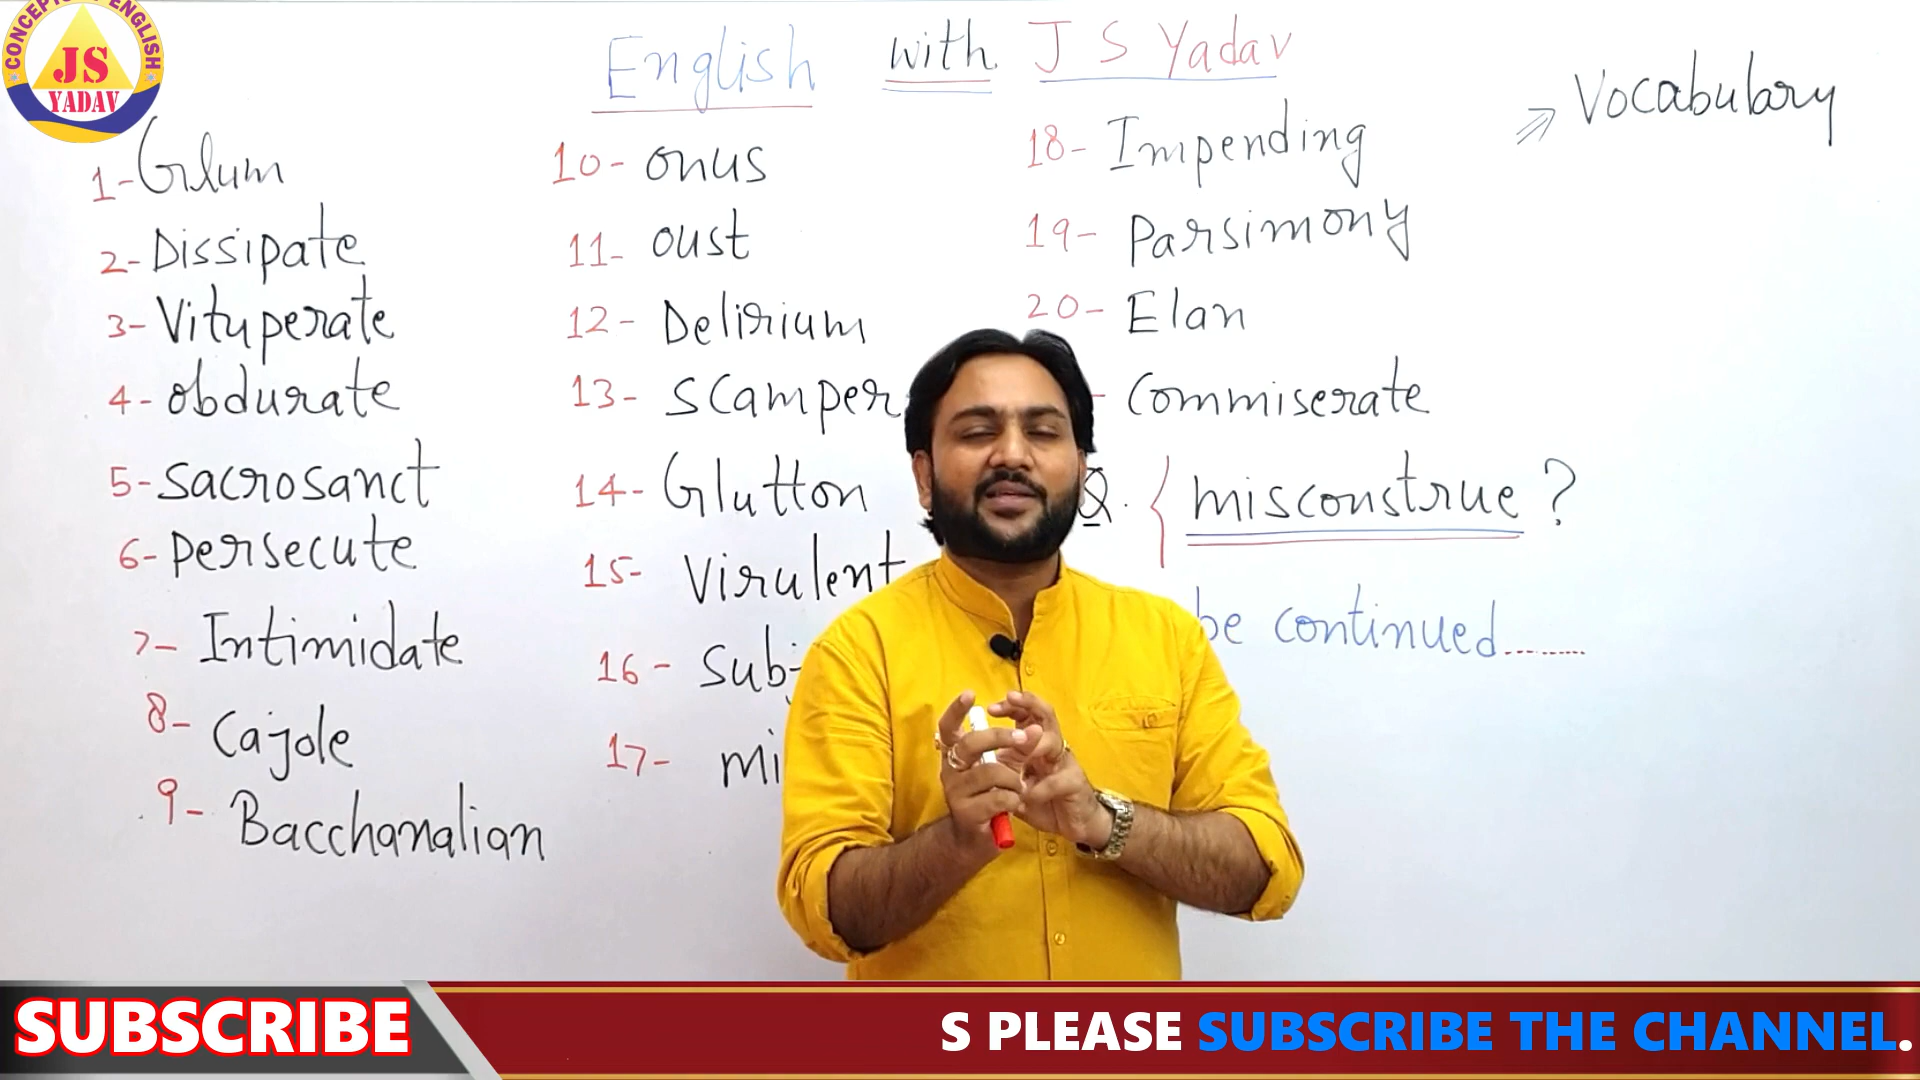 CONCEPT OF ENGLISH
JS
YADAV
English with J S Yadav
⇒ Vocabulary
1- Glum
2- Dissipate
3- Vituperate
4- obdurate
5- Sacrosanct
6- persecute
7- Intimidate
8- Cajole
9- Bacchanalian
10- onus
11- oust
12- Delirium
13- Scamper
14- Glutton
15- Virulent
16- Subj
17- mi
18- Impending
19- Parsimony
20- Elan
- Commiserate
Q. { misconstrue ?
be continued.........
SUBSCRIBE
S PLEASE SUBSCRIBE THE CHANNEL.